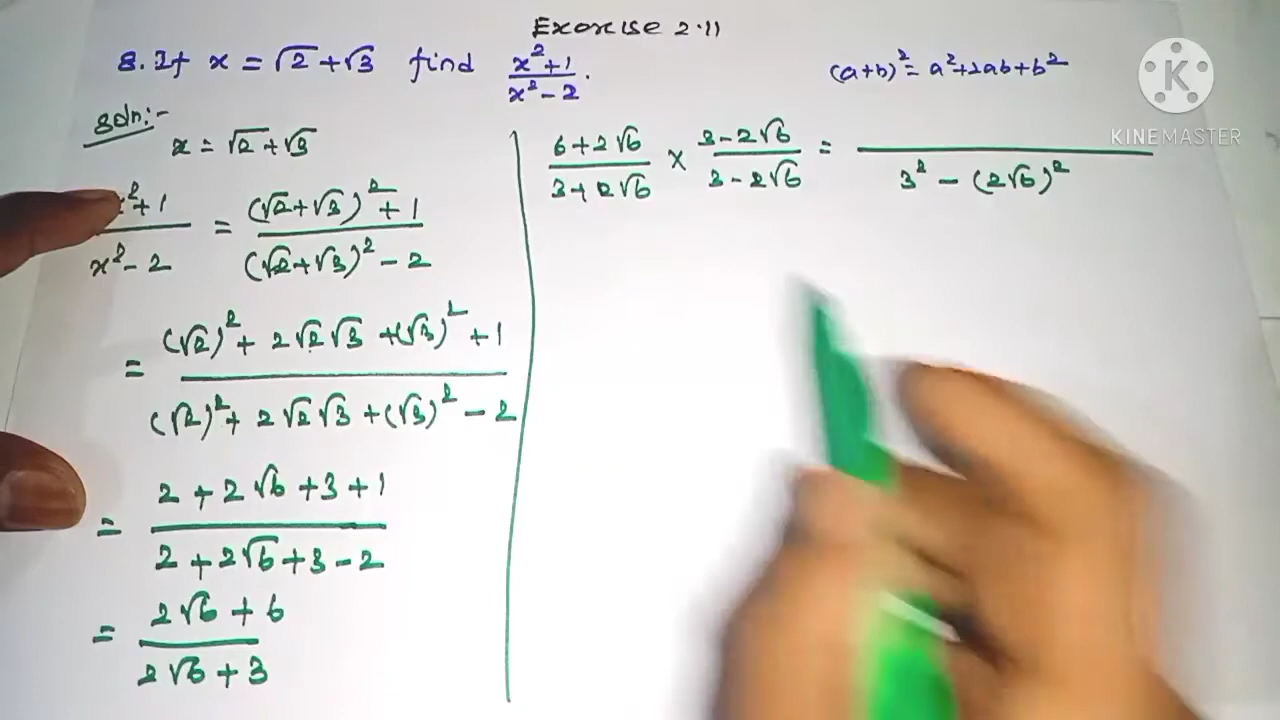 Exercise 2.11
8. If x = √2 + √3 find (x² + 1)/(x² - 2).
(a+b)² = a² + 2ab + b²
K
KINEMASTER
Soln:-
x = √2 + √3
x² + 1 / x² - 2 = (√2 + √3)² + 1 / (√2 + √3)² - 2
= (√2)² + 2√2√3 + (√3)² + 1 / (√2)² + 2√2√3 + (√3)² - 2
= 2 + 2√6 + 3 + 1 / 2 + 2√6 + 3 - 2
= 2√6 + 6 / 2√6 + 3
6 + 2√6 / 3 + 2√6 × 3 - 2√6 / 3 - 2√6 = / 3² - (2√6)²